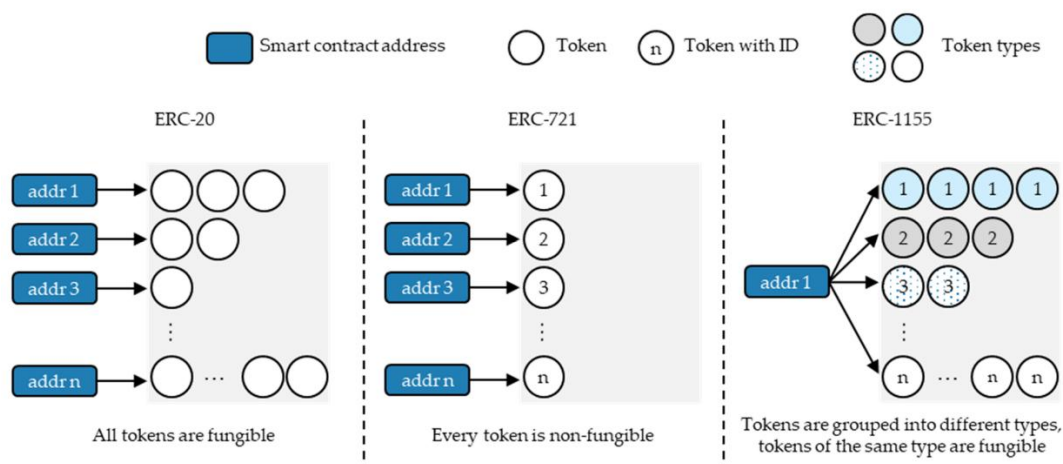 Smart contract address
Token
n
Token with ID
Token types
ERC-20
ERC-721
ERC-1155
addr 1
addr 2
addr 3
⋮
addr n
...
All tokens are fungible
addr 1
1
addr 2
2
addr 3
3
⋮
addr n
n
Every token is non-fungible
addr 1
1 1 1 1
2 2 2
3 3
⋮
n ... n n
Tokens are grouped into different types,
tokens of the same type are fungible